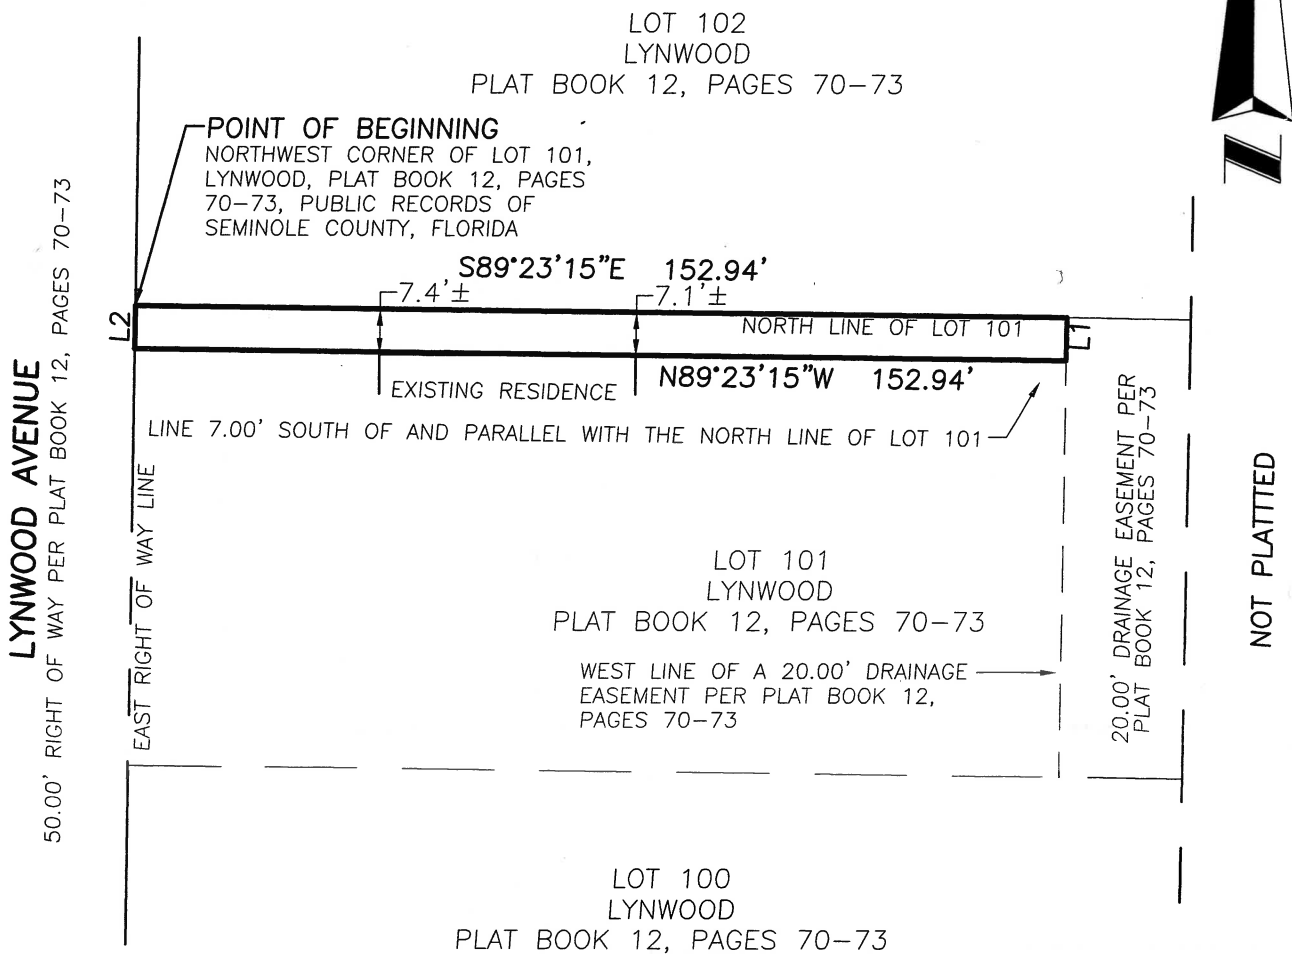 LOT 102
LYNWOOD
PLAT BOOK 12, PAGES 70-73
POINT OF BEGINNING
NORTHWEST CORNER OF LOT 101,
LYNWOOD, PLAT BOOK 12, PAGES
70-73, PUBLIC RECORDS OF
SEMINOLE COUNTY, FLORIDA
S89°23'15"E 152.94'
7.4'±
7.1'±
L2
NORTH LINE OF LOT 101
L1
EXISTING RESIDENCE
N89°23'15"W 152.94'
LINE 7.00' SOUTH OF AND PARALLEL WITH THE NORTH LINE OF LOT 101
LYNWOOD AVENUE
50.00' RIGHT OF WAY PER PLAT BOOK 12, PAGES 70-73
EAST RIGHT OF WAY LINE
LOT 101
LYNWOOD
PLAT BOOK 12, PAGES 70-73
WEST LINE OF A 20.00' DRAINAGE
EASEMENT PER PLAT BOOK 12,
PAGES 70-73
20.00' DRAINAGE EASEMENT PER
PLAT BOOK 12, PAGES 70-73
NOT PLATTTED
Z
LOT 100
LYNWOOD
PLAT BOOK 12, PAGES 70-73